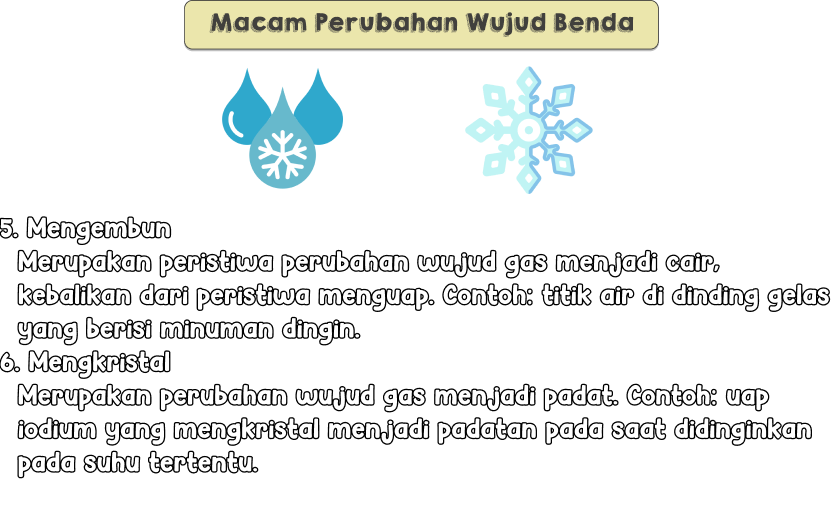 Macam Perubahan Wujud Benda
5. Mengembun
Merupakan peristiwa perubahan wujud gas menjadi cair,
kebalikan dari peristiwa menguap. Contoh: titik air di dinding gelas
yang berisi minuman dingin.
6. Mengkristal
Merupakan perubahan wujud gas menjadi padat. Contoh: uap
iodium yang mengkristal menjadi padatan pada saat didinginkan
pada suhu tertentu.